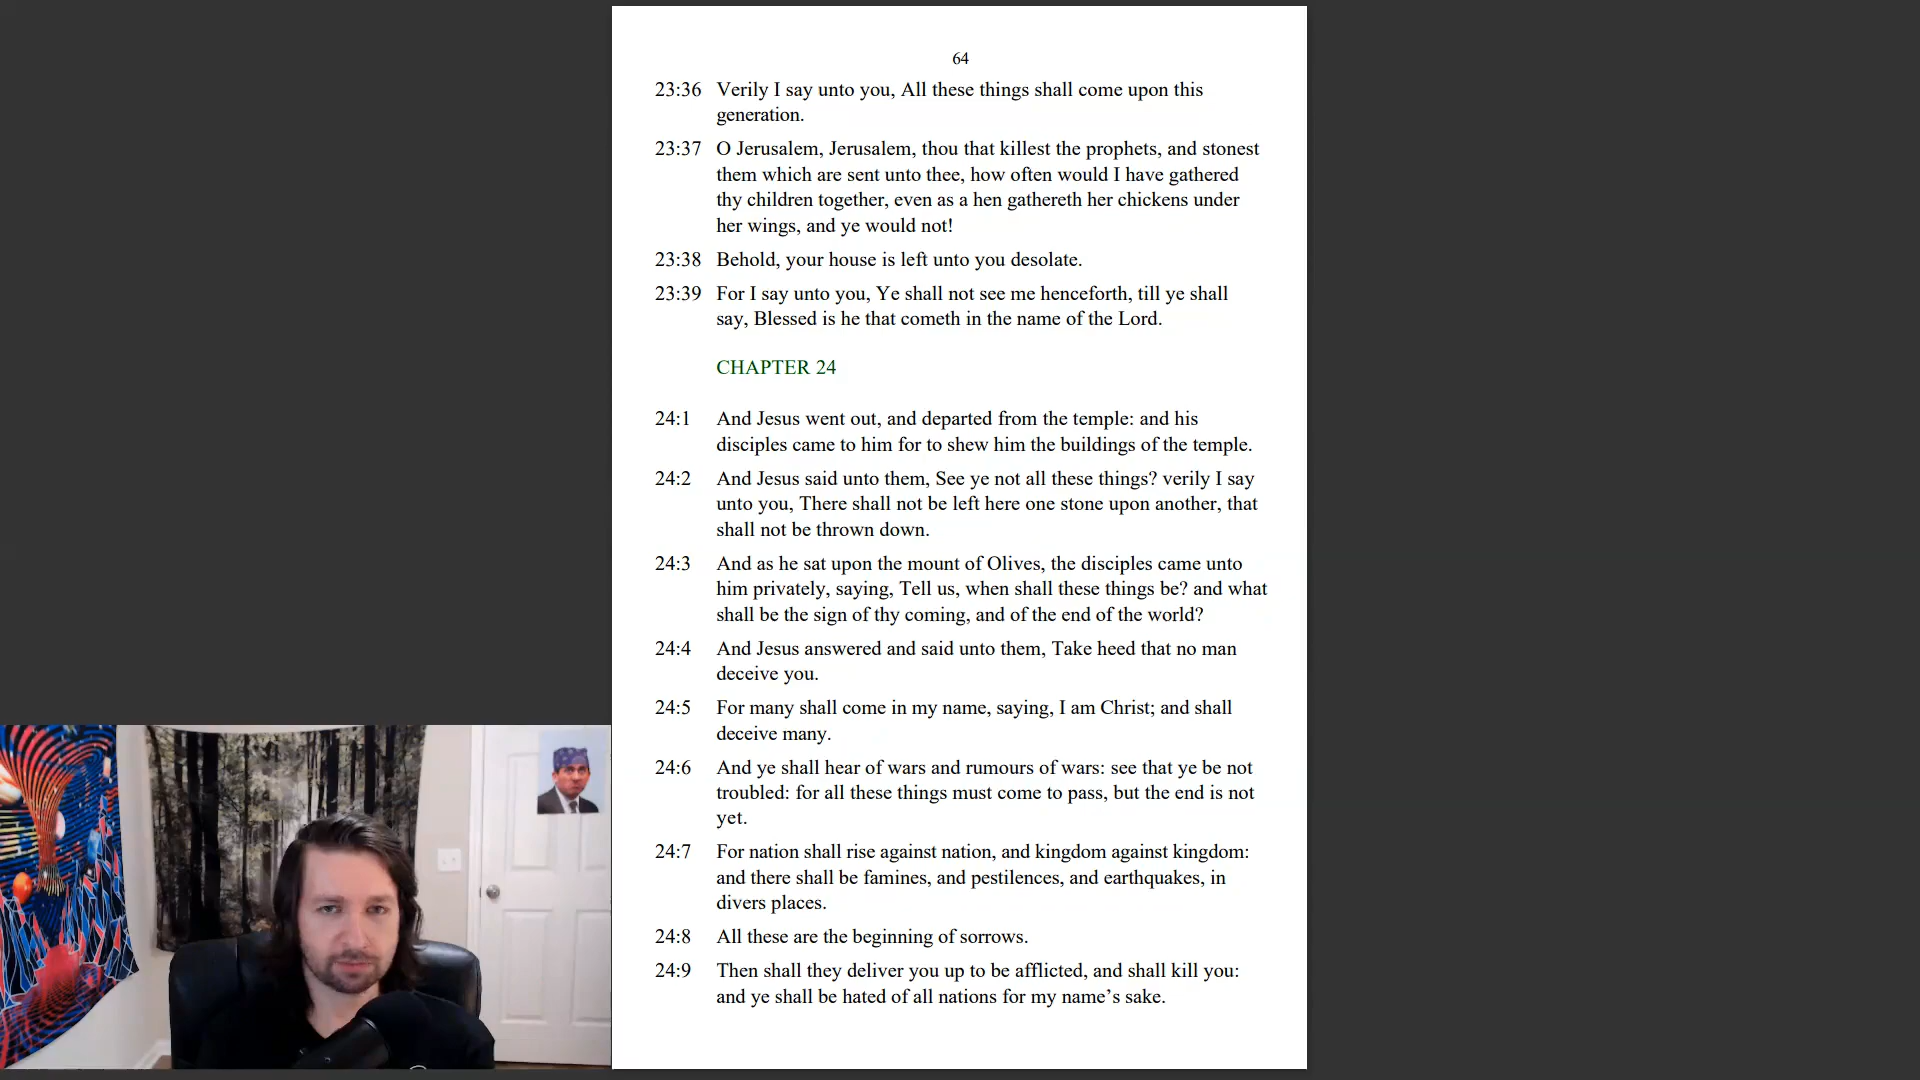 64
23:36 Verily I say unto you, All these things shall come upon this
generation.
23:37 O Jerusalem, Jerusalem, thou that killest the prophets, and stonest
them which are sent unto thee, how often would I have gathered
thy children together, even as a hen gathereth her chickens under
her wings, and ye would not!
23:38 Behold, your house is left unto you desolate.
23:39 For I say unto you, Ye shall not see me henceforth, till ye shall
say, Blessed is he that cometh in the name of the Lord.
CHAPTER 24
24:1 And Jesus went out, and departed from the temple: and his
disciples came to him for to shew him the buildings of the temple.
24:2 And Jesus said unto them, See ye not all these things? verily I say
unto you, There shall not be left here one stone upon another, that
shall not be thrown down.
24:3 And as he sat upon the mount of Olives, the disciples came unto
him privately, saying, Tell us, when shall these things be? and what
shall be the sign of thy coming, and of the end of the world?
24:4 And Jesus answered and said unto them, Take heed that no man
deceive you.
24:5 For many shall come in my name, saying, I am Christ; and shall
deceive many.
24:6 And ye shall hear of wars and rumours of wars: see that ye be not
troubled: for all these things must come to pass, but the end is not
yet.
24:7 For nation shall rise against nation, and kingdom against kingdom:
and there shall be famines, and pestilences, and earthquakes, in
divers places.
24:8 All these are the beginning of sorrows.
24:9 Then shall they deliver you up to be afflicted, and shall kill you:
and ye shall be hated of all nations for my name’s sake.